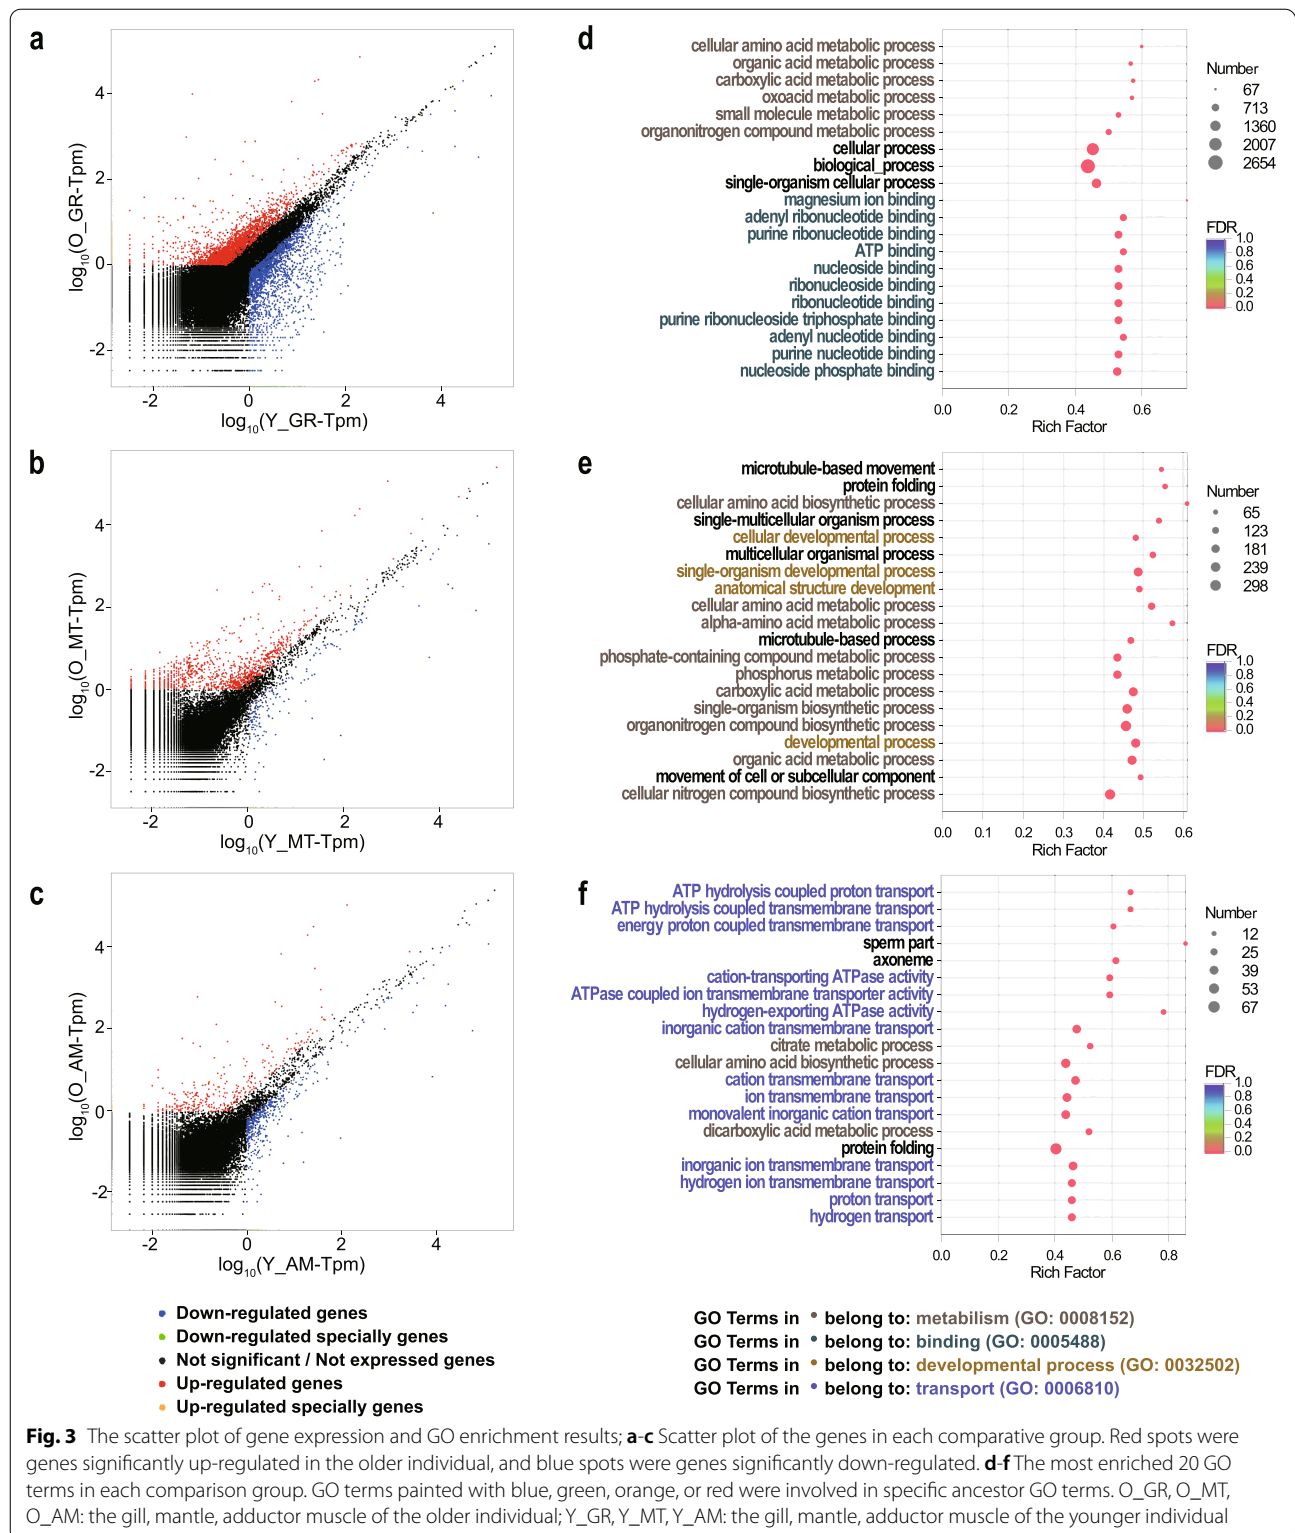 a
4
2
0
-2
log10(O_GR-Tpm)
-2
0
2
4
log10(Y_GR-Tpm)
d
cellular amino acid metabolic process
organic acid metabolic process
carboxylic acid metabolic process
oxoacid metabolic process
small molecule metabolic process
organonitrogen compound metabolic process
cellular process
biological_process
single-organism cellular process
magnesium ion binding
adenyl ribonucleotide binding
purine ribonucleotide binding
ATP binding
nucleoside binding
ribonucleoside binding
ribonucleotide binding
purine ribonucleoside triphosphate binding
adenyl nucleotide binding
purine nucleotide binding
nucleoside phosphate binding
0.0
0.2
0.4
0.6
Rich Factor
Number
67
713
1360
2007
2654
FDR
1.0
0.8
0.6
0.4
0.2
0.0
b
4
2
0
-2
log10(O_MT-Tpm)
-2
0
2
4
log10(Y_MT-Tpm)
e
microtubule-based movement
protein folding
cellular amino acid biosynthetic process
single-multicellular organism process
cellular developmental process
multicellular organismal process
single-organism developmental process
anatomical structure development
cellular amino acid metabolic process
alpha-amino acid metabolic process
microtubule-based process
phosphate-containing compound metabolic process
phosphorus metabolic process
carboxylic acid metabolic process
single-organism biosynthetic process
organonitrogen compound biosynthetic process
developmental process
organic acid metabolic process
movement of cell or subcellular component
cellular nitrogen compound biosynthetic process
0.0
0.1
0.2
0.3
0.4
0.5
0.6
Rich Factor
Number
65
123
181
239
298
FDR
1.0
0.8
0.6
0.4
0.2
0.0
c
4
2
0
-2
log10(O_AM-Tpm)
-2
0
2
4
log10(Y_AM-Tpm)
f
ATP hydrolysis coupled proton transport
ATP hydrolysis coupled transmembrane transport
energy proton coupled transmembrane transport
sperm part
axoneme
cation-transporting ATPase activity
ATPase coupled ion transmembrane transporter activity
hydrogen-exporting ATPase activity
inorganic cation transmembrane transport
citrate metabolic process
cellular amino acid biosynthetic process
cation transmembrane transport
ion transmembrane transport
monovalent inorganic cation transport
dicarboxylic acid metabolic process
protein folding
inorganic ion transmembrane transport
hydrogen ion transmembrane transport
proton transport
hydrogen transport
0.0
0.2
0.4
0.6
0.8
Rich Factor
Number
12
25
39
53
67
FDR
1.0
0.8
0.6
0.4
0.2
0.0
Down-regulated genes
Down-regulated specially genes
Not significant / Not expressed genes
Up-regulated genes
Up-regulated specially genes
GO Terms in • belong to: metabilism (GO: 0008152)
GO Terms in • belong to: binding (GO: 0005488)
GO Terms in • belong to: developmental process (GO: 0032502)
GO Terms in • belong to: transport (GO: 0006810)
Fig. 3 The scatter plot of gene expression and GO enrichment results; a-c Scatter plot of the genes in each comparative group. Red spots were
genes significantly up-regulated in the older individual, and blue spots were genes significantly down-regulated. d-f The most enriched 20 GO
terms in each comparison group. GO terms painted with blue, green, orange, or red were involved in specific ancestor GO terms. O_GR, O_MT,
O_AM: the gill, mantle, adductor muscle of the older individual; Y_GR, Y_MT, Y_AM: the gill, mantle, adductor muscle of the younger individual